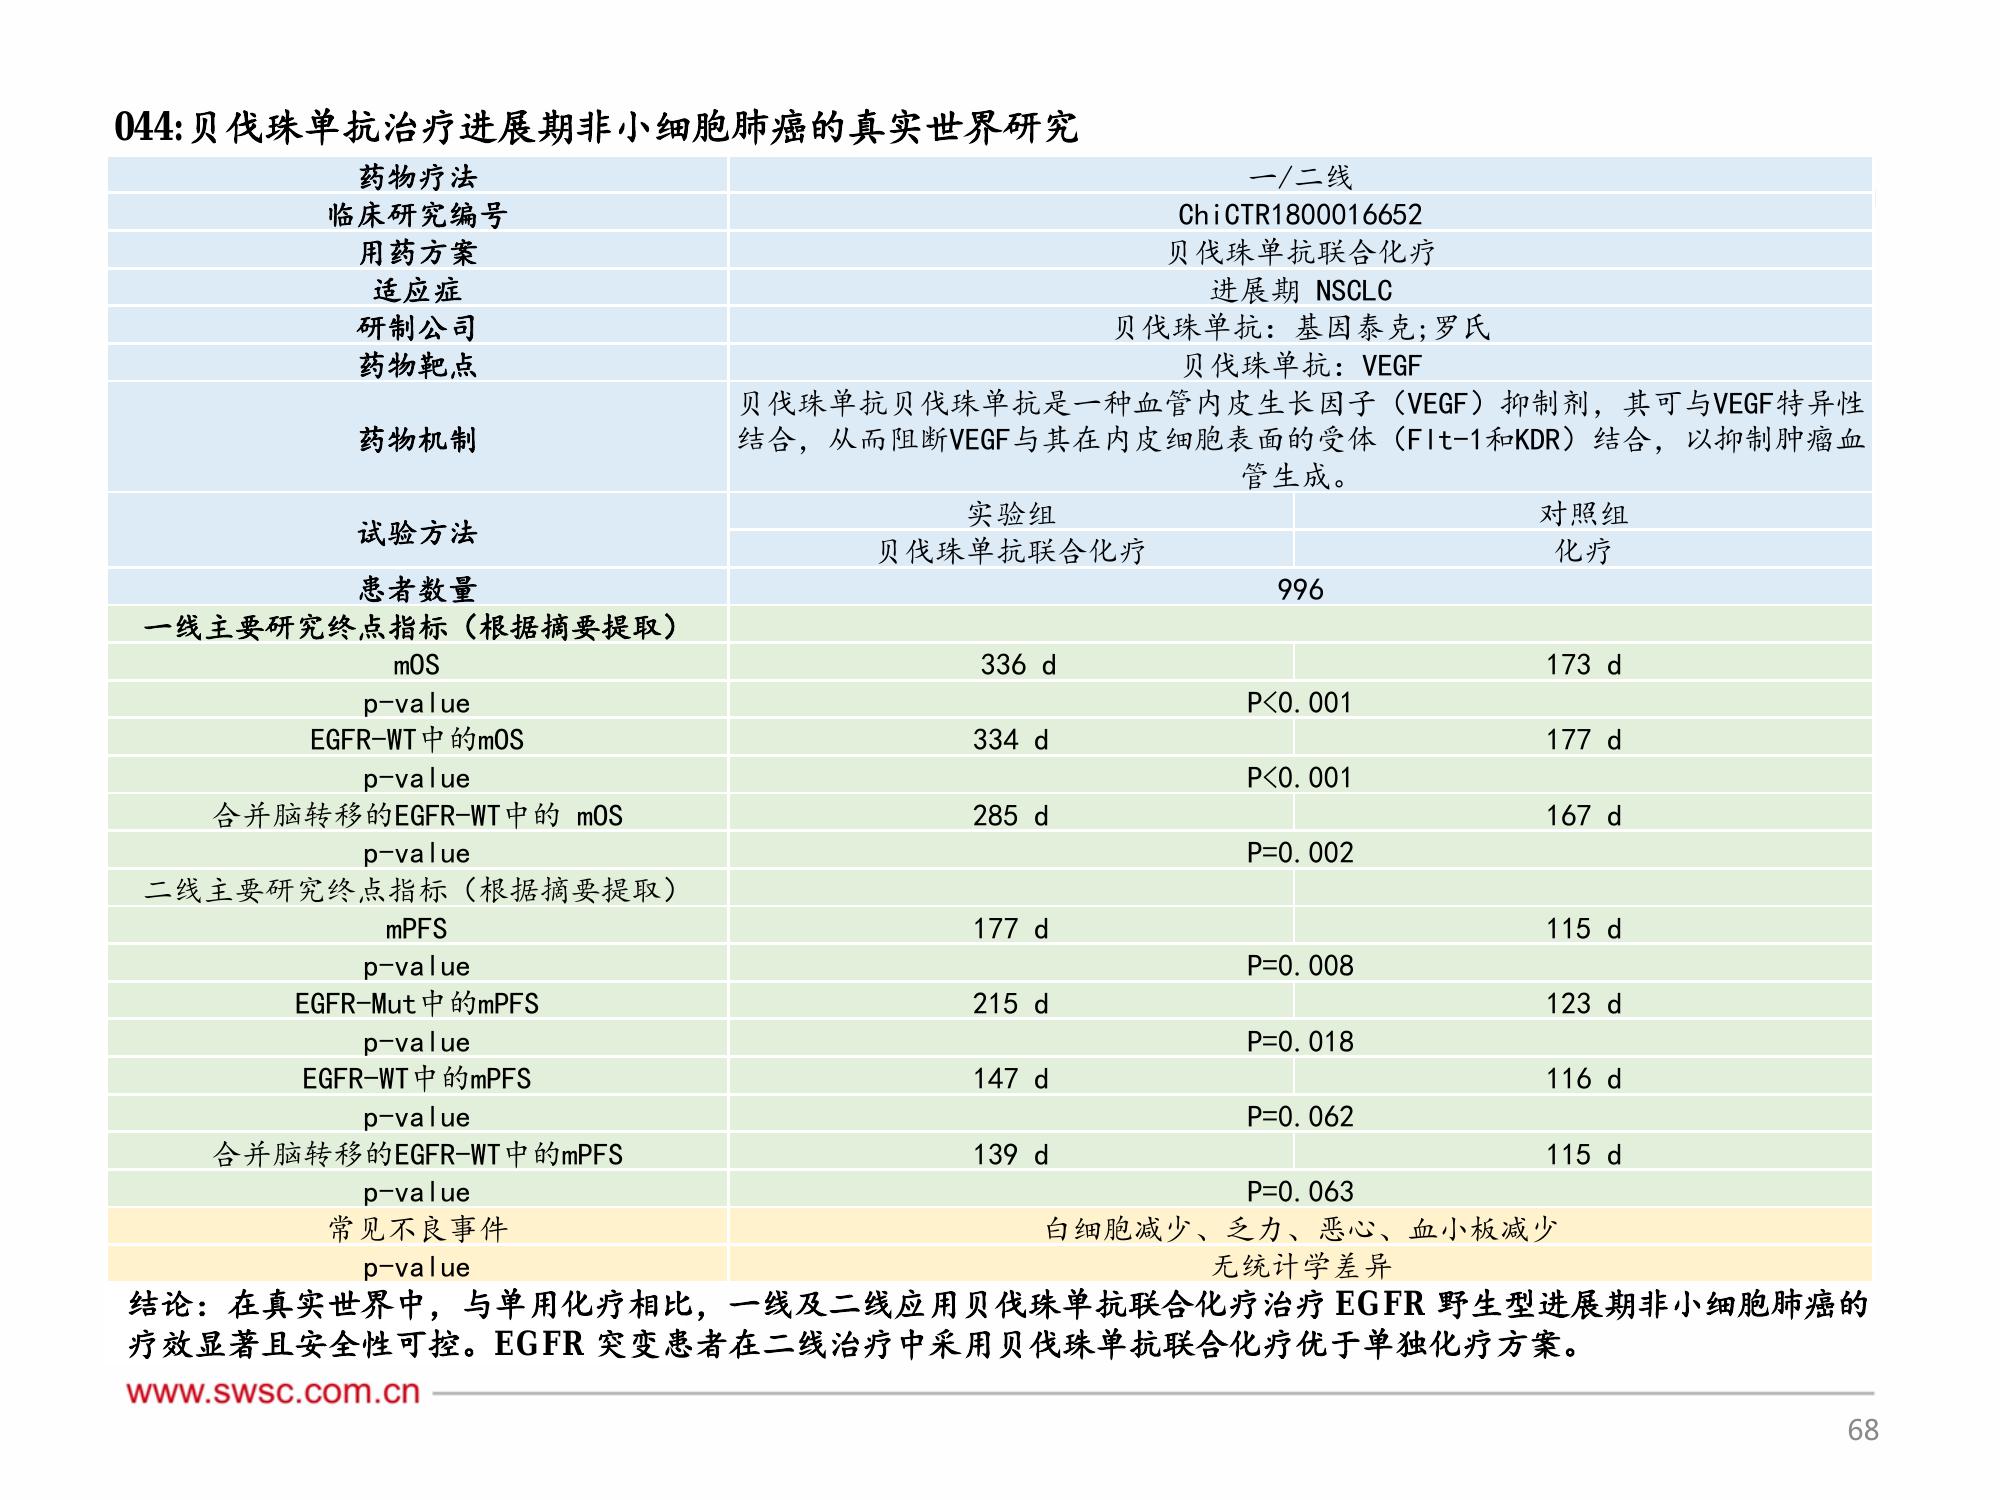 044:贝伐珠单抗治疗进展期非小细胞肺癌的真实世界研究
药物疗法 一/二线
临床研究编号 ChiCTR1800016652
用药方案 贝伐珠单抗联合化疗
适应症 进展期 NSCLC
研制公司 贝伐珠单抗：基因泰克;罗氏
药物靶点 贝伐珠单抗：VEGF
药物机制
贝伐珠单抗贝伐珠单抗是一种血管内皮生长因子（VEGF）抑制剂，其可与VEGF特异性
结合，从而阻断VEGF与其在内皮细胞表面的受体（Flt-1和KDR）结合，以抑制肿瘤血
管生成。
试验方法
实验组 对照组
贝伐珠单抗联合化疗 化疗
患者数量 996
一线主要研究终点指标（根据摘要提取）
mOS 336 d 173 d
p-value P<0.001
EGFR-WT中的mOS 334 d 177 d
p-value P<0.001
合并脑转移的EGFR-WT中的 mOS 285 d 167 d
p-value P=0.002
二线主要研究终点指标（根据摘要提取）
mPFS 177 d 115 d
p-value P=0.008
EGFR-Mut中的mPFS 215 d 123 d
p-value P=0.018
EGFR-WT中的mPFS 147 d 116 d
p-value P=0.062
合并脑转移的EGFR-WT中的mPFS 139 d 115 d
p-value P=0.063
常见不良事件 白细胞减少、乏力、恶心、血小板减少
p-value 无统计学差异
结论：在真实世界中，与单用化疗相比，一线及二线应用贝伐珠单抗联合化疗治疗 EGFR 野生型进展期非小细胞肺癌的
疗效显著且安全性可控。EGFR 突变患者在二线治疗中采用贝伐珠单抗联合化疗优于单独化疗方案。
www.swsc.com.cn
68